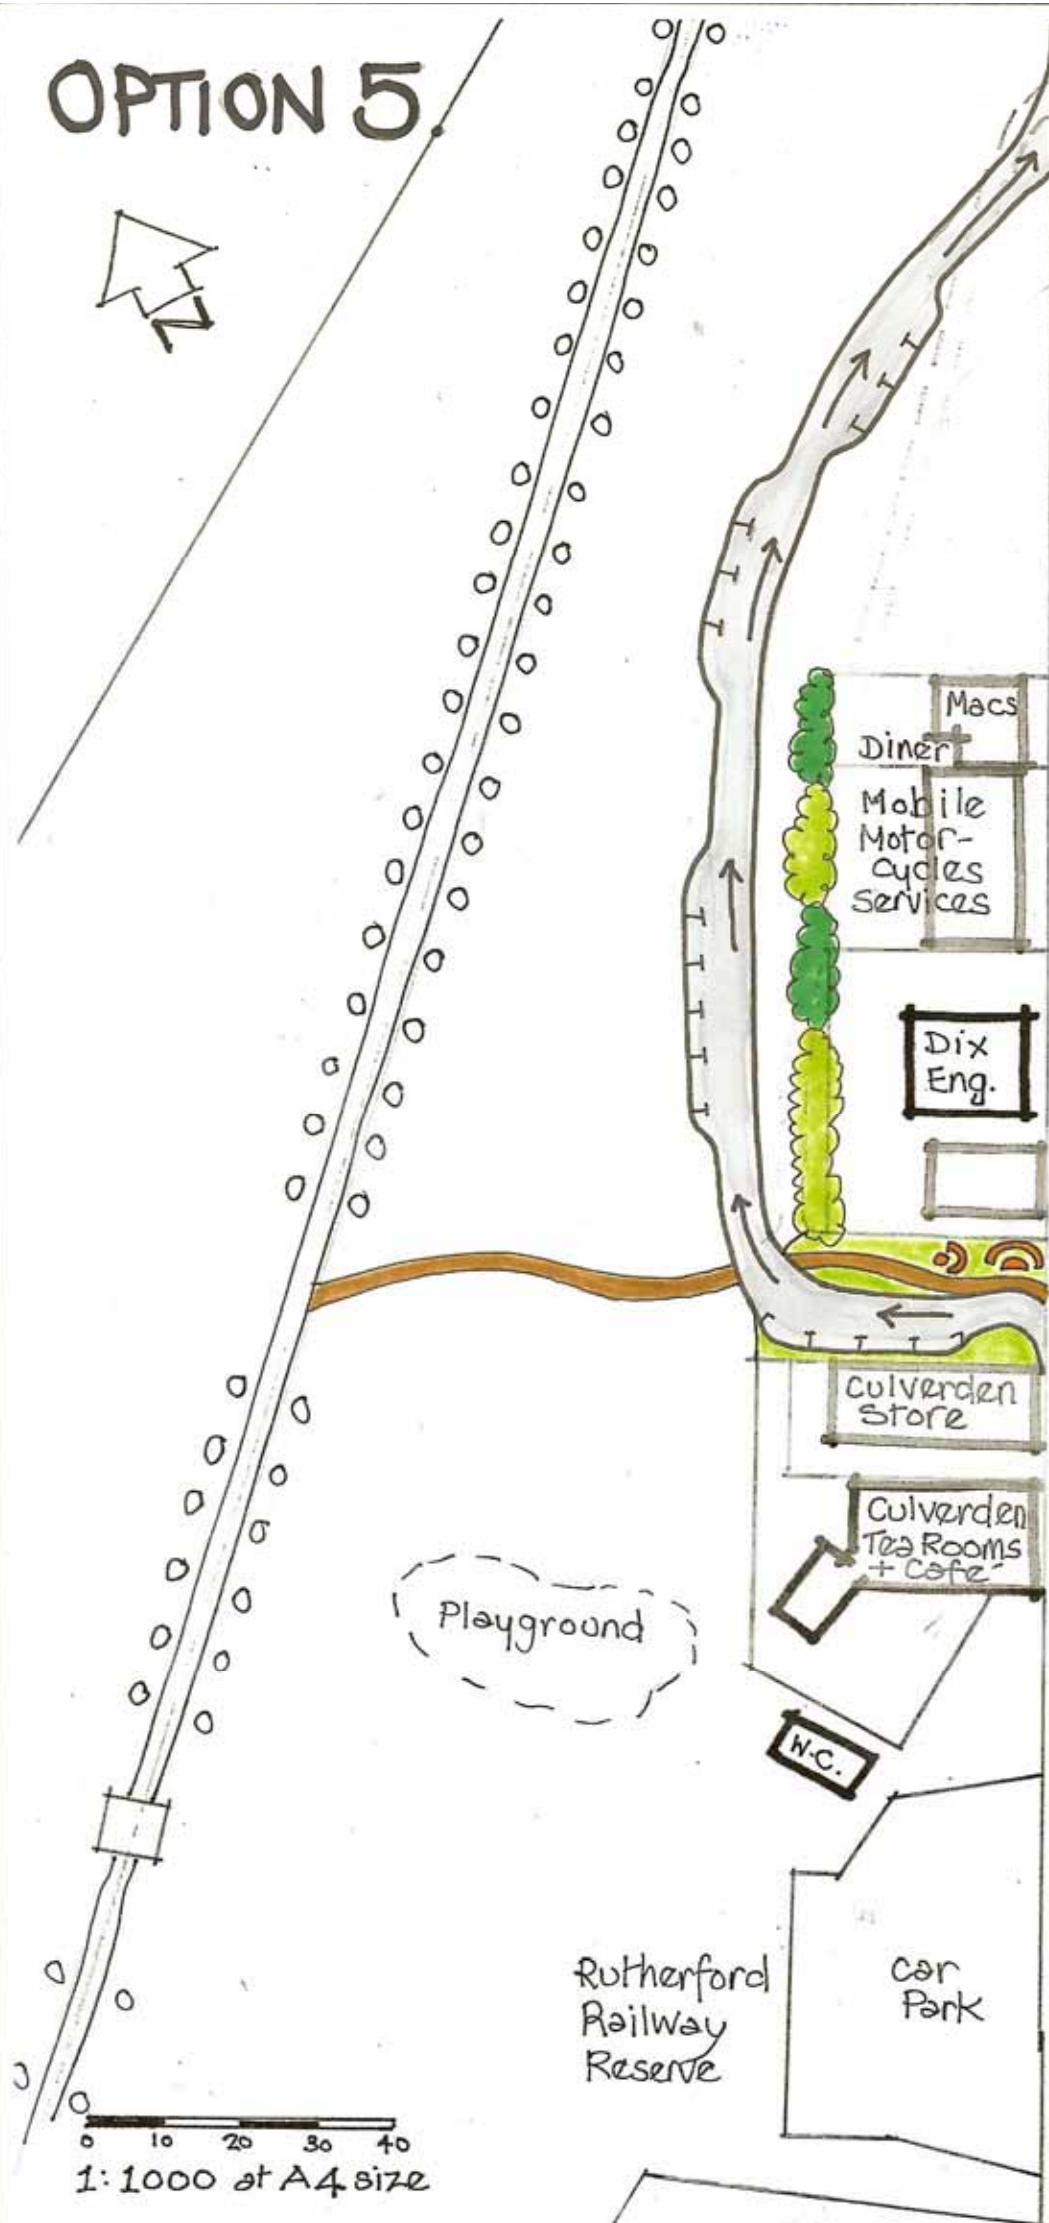 OPTION 5
N
Macs
Diner
Mobile
Motor-
cycles
Services
Dix
Eng.
Culverden
Store
Culverden
Tea Rooms
+ Cafe
Playground
W.C.
Rutherford
Railway
Reserve
Car
Park
0 10 20 30 40
1:1000 at A4 size